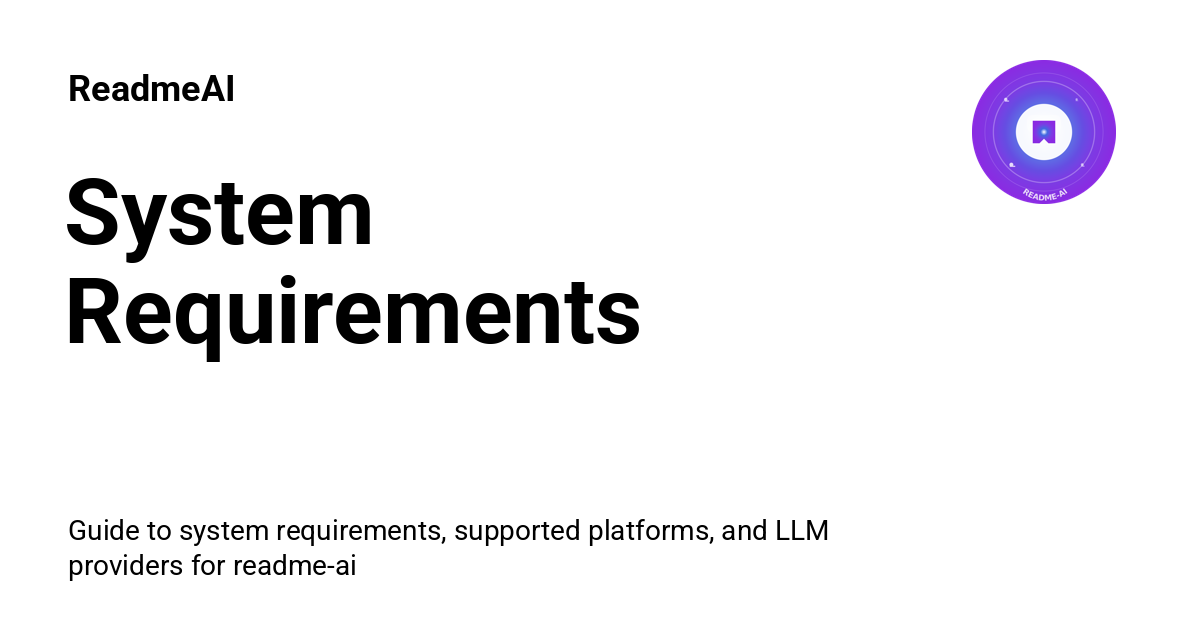 ReadmeAI
README-AI
System
Requirements
Guide to system requirements, supported platforms, and LLM
providers for readme-ai